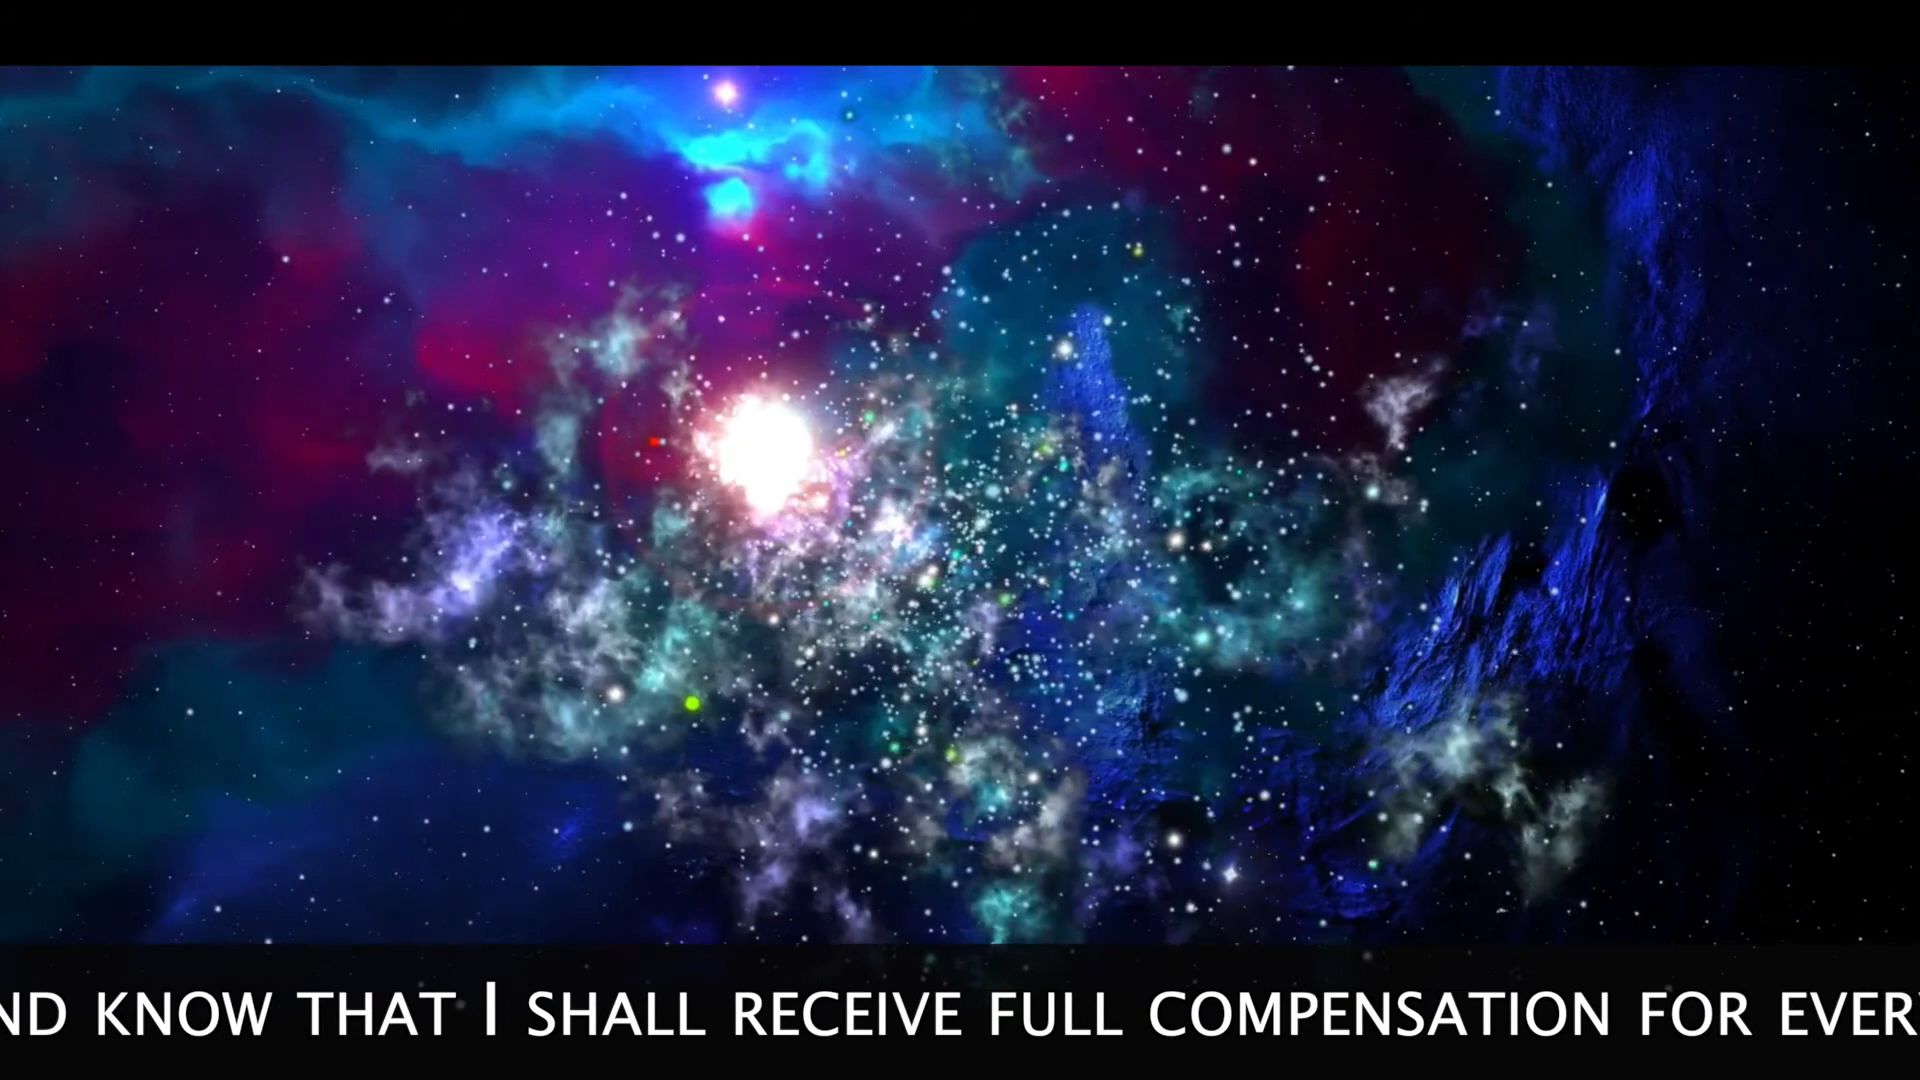 ND KNOW THAT I SHALL RECEIVE FULL COMPENSATION FOR EVER